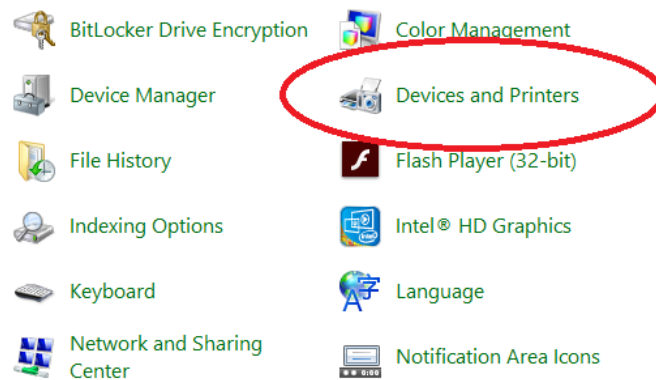 BitLocker Drive Encryption
Color Management
Device Manager
Devices and Printers
File History
Flash Player (32-bit)
Indexing Options
Intel® HD Graphics
Keyboard
Language
Network and Sharing
Center
Notification Area Icons